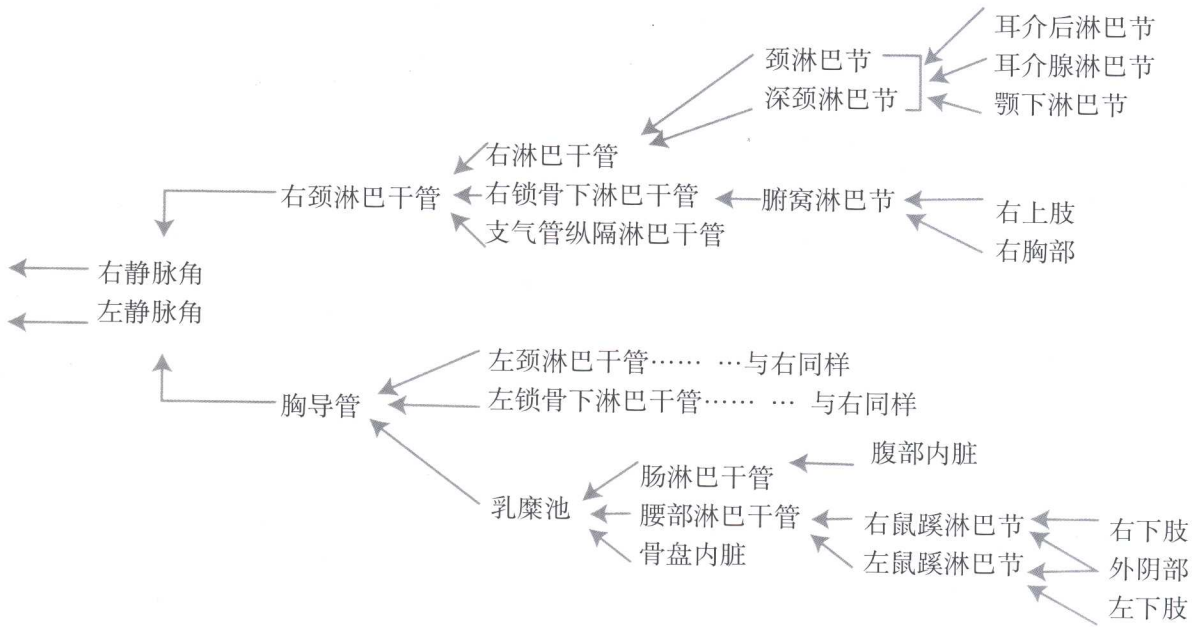 耳介后淋巴节
颈淋巴节
耳介腺淋巴节
深颈淋巴节
颚下淋巴节
右淋巴干管
右颈淋巴干管
右锁骨下淋巴干管
腑窝淋巴节
右上肢
支气管纵隔淋巴干管
右胸部
右静脉角
左静脉角
左颈淋巴干管…… …与右同样
胸导管
左锁骨下淋巴干管…… … 与右同样
腹部内脏
肠淋巴干管
乳糜池
腰部淋巴干管
右鼠蹊淋巴节
右下肢
骨盘内脏
左鼠蹊淋巴节
外阴部
左下肢